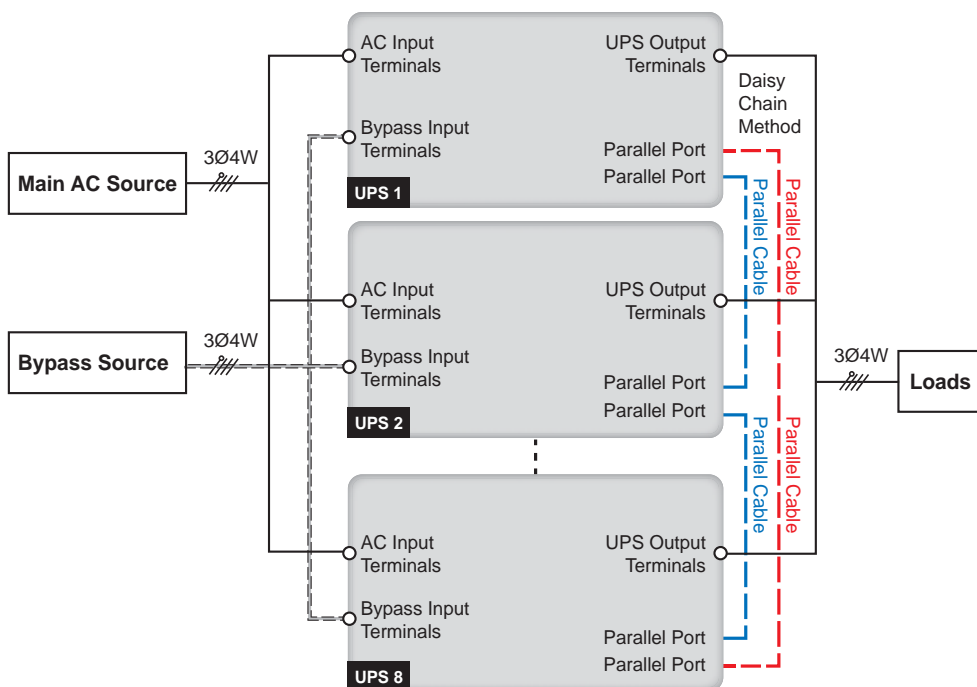 AC Input
Terminals
UPS Output
Terminals
Bypass Input
Terminals
Parallel Port
Parallel Port
UPS 1
Daisy
Chain
Method
Main AC Source
3Ø4W
Parallel Cable
Parallel Cable
AC Input
Terminals
UPS Output
Terminals
Bypass Input
Terminals
Parallel Port
Parallel Port
UPS 2
Bypass Source
3Ø4W
3Ø4W
Loads
Parallel Cable
Parallel Cable
AC Input
Terminals
UPS Output
Terminals
Bypass Input
Terminals
Parallel Port
Parallel Port
UPS 8